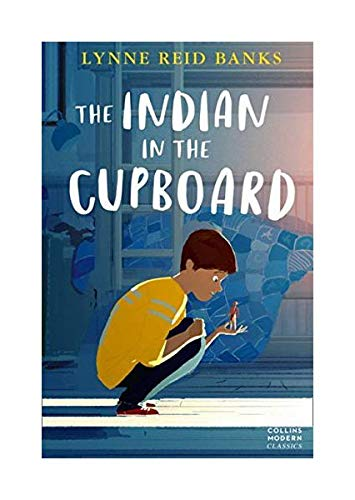 LYNNE REID BANKS
THE INDIAN
IN THE
CUPBOARD
COLLINS
MODERN
CLASSICS